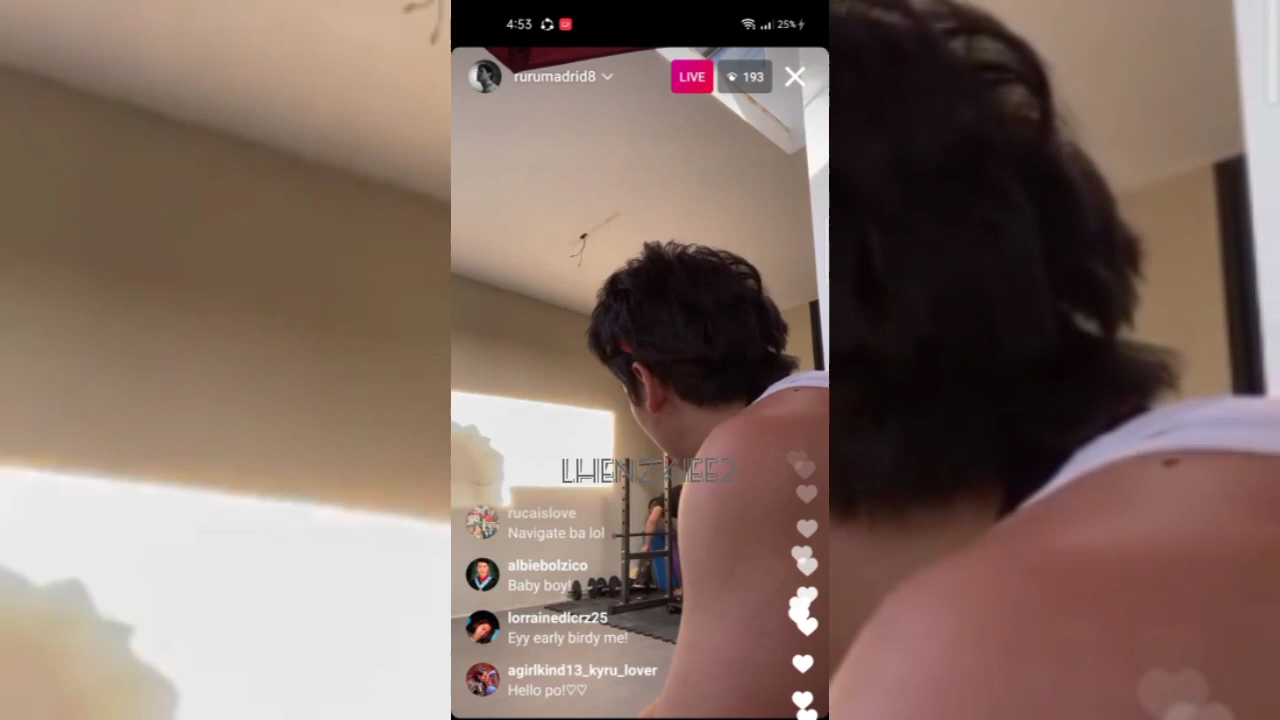 4:53
25%
rurumadrid8
LIVE
193
LHENZKIEE2
rucaislove
Navigate ba lol
albiebolzico
Baby boy!
lorrainedlcrz25
Eyy early birdy me!
agirlkind13_kyru_lover
Hello po!♡♡